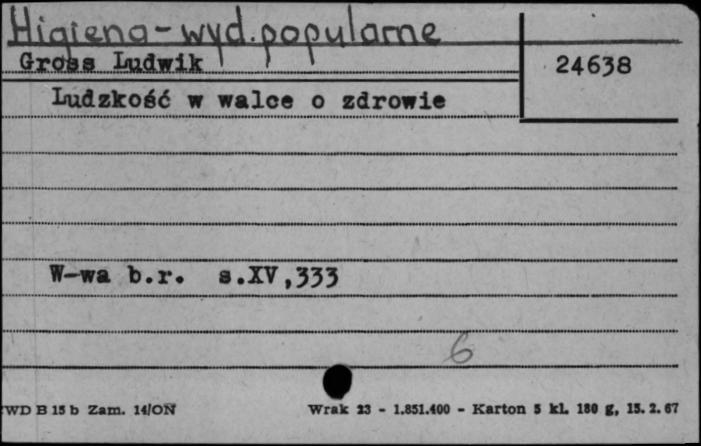 Higiena-wyd.popularne
Gross Ludwik
24638
Ludzkość w walce o zdrowie
W-wa b.r. s.XV,333
6
WD B 15 b Zam. 14/ON Wrak 23 - 1.851.400 - Karton 5 kl. 180 g, 15.2.67